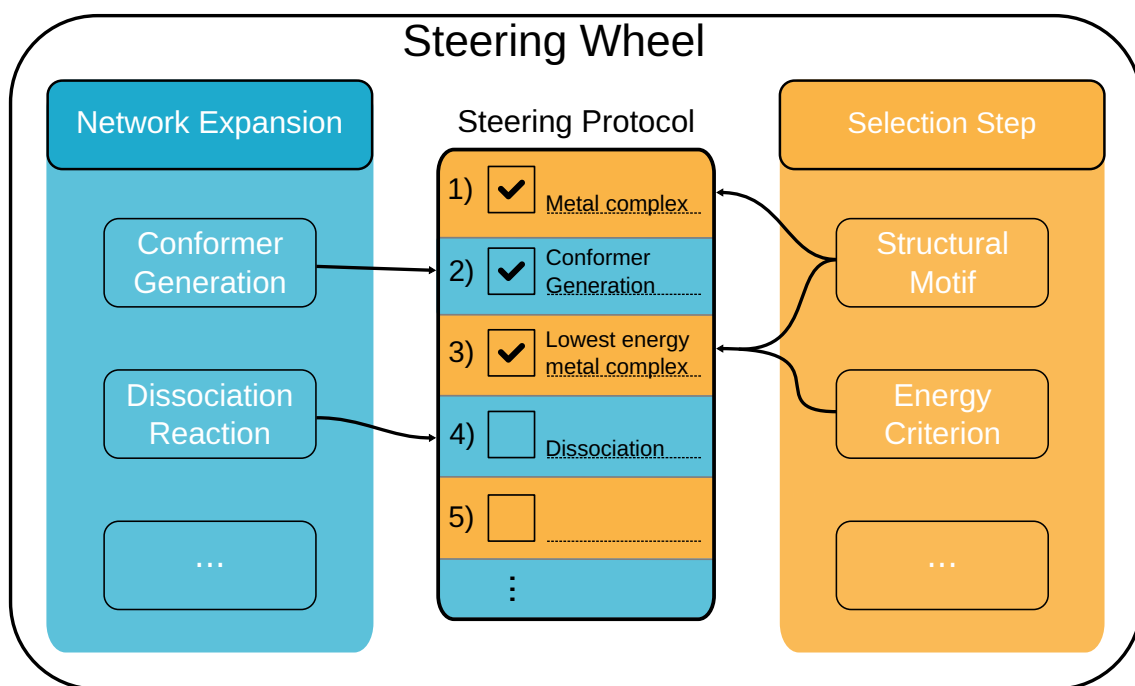 Steering Wheel
Network Expansion
Conformer
Generation
Dissociation
Reaction
...
Steering Protocol
1) Metal complex
2) Conformer
Generation
3) Lowest energy
metal complex
4) Dissociation
5)
⋮
Selection Step
Structural
Motif
Energy
Criterion
...